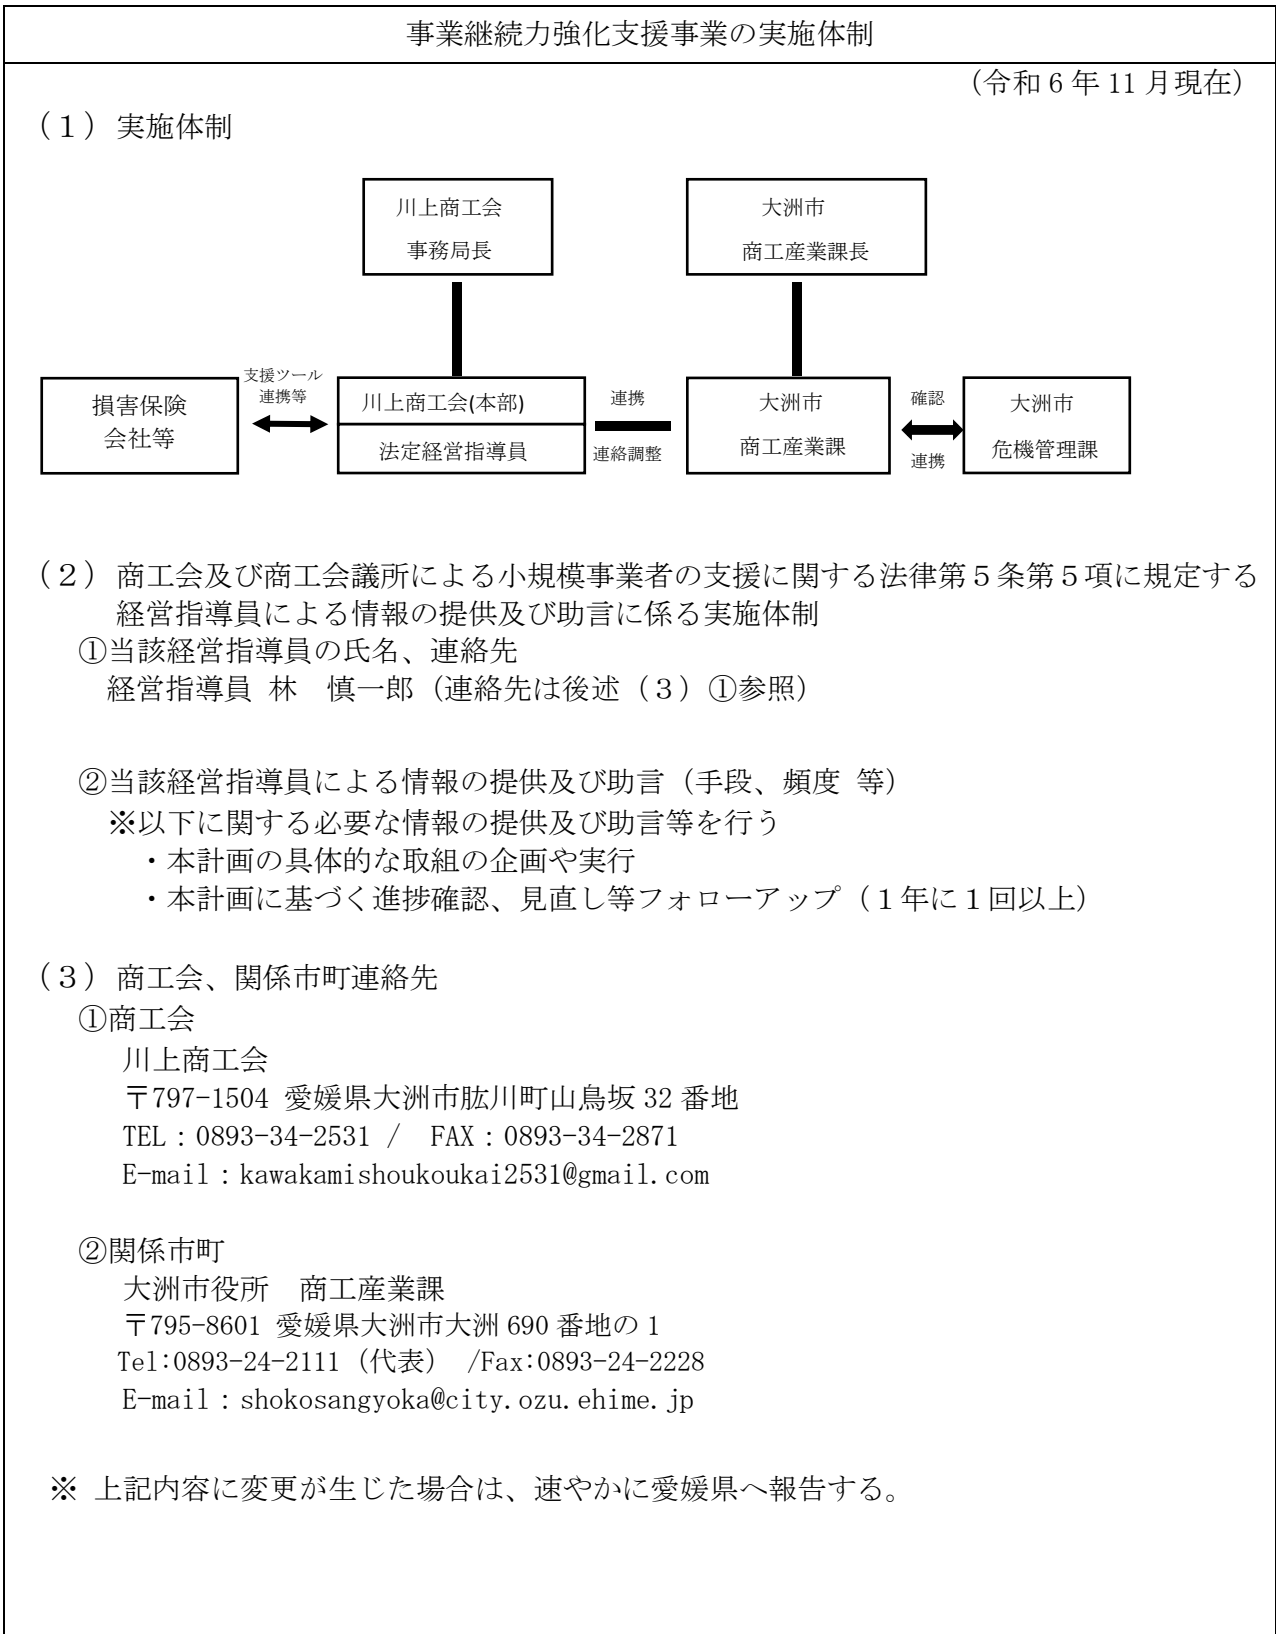 事業継続力強化支援事業の実施体制
(令和6年11月現在)
(1)実施体制
川上商工会
事務局長
大洲市
商工産業課長
損害保険
会社等
支援ツール
連携等
川上商工会(本部)
法定経営指導員
連携
連絡調整
大洲市
商工産業課
確認
連携
大洲市
危機管理課
(2)商工会及び商工会議所による小規模事業者の支援に関する法律第5条第5項に規定する
経営指導員による情報の提供及び助言に係る実施体制
①当該経営指導員の氏名、連絡先
経営指導員 林 慎一郎(連絡先は後述(3)①参照)
②当該経営指導員による情報の提供及び助言(手段、頻度 等)
※以下に関する必要な情報の提供及び助言等を行う
・本計画の具体的な取組の企画や実行
・本計画に基づく進捗確認、見直し等フォローアップ(1年に1回以上)
(3)商工会、関係市町連絡先
①商工会
川上商工会
〒797-1504 愛媛県大洲市肱川町山鳥坂32番地
TEL:0893-34-2531 / FAX:0893-34-2871
E-mail:kawakamishoukoukai2531@gmail.com
②関係市町
大洲市役所 商工産業課
〒795-8601 愛媛県大洲市大洲690番地の1
Tel:0893-24-2111(代表) /Fax:0893-24-2228
E-mail:shokosangyoka@city.ozu.ehime.jp
※ 上記内容に変更が生じた場合は、速やかに愛媛県へ報告する。